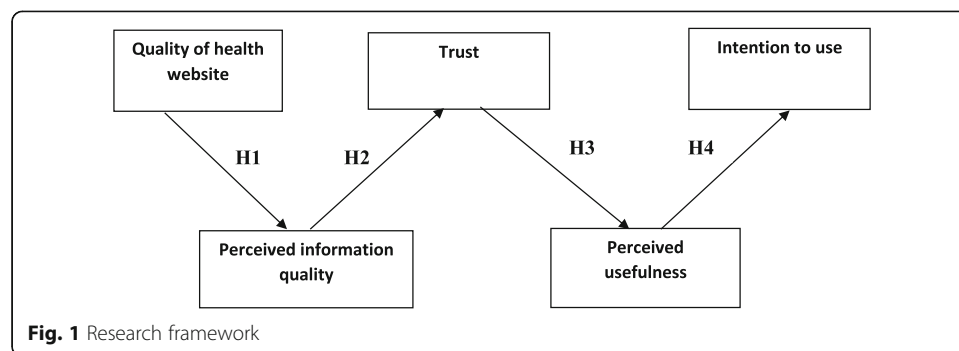 Quality of health
website
Trust
Intention to use
H1
H2
H3
H4
Perceived information
quality
Perceived
usefulness
Fig. 1 Research framework